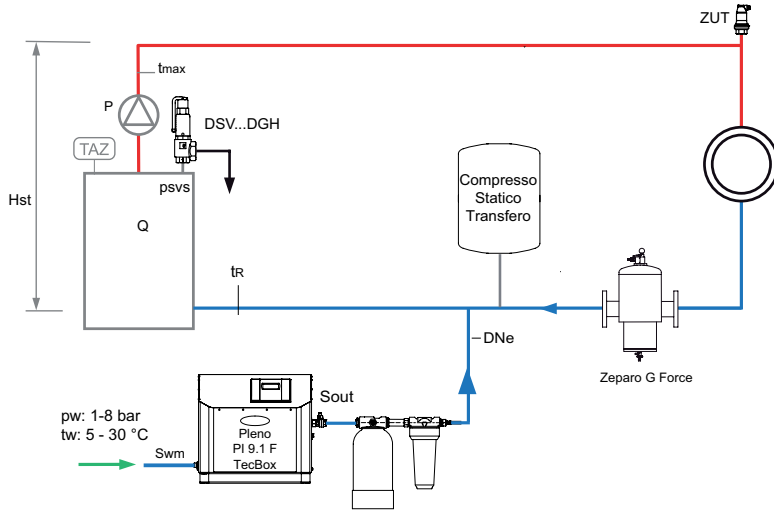 ZUT
tmax
P
DSV...DGH
TAZ
psvs
Hst
Q
Compresso
Statico
Transfero
tR
DNe
Zeparo G Force
Sout
pw: 1-8 bar
tw: 5 - 30 °C
Swm
Pleno
PI 9.1 F
TecBox